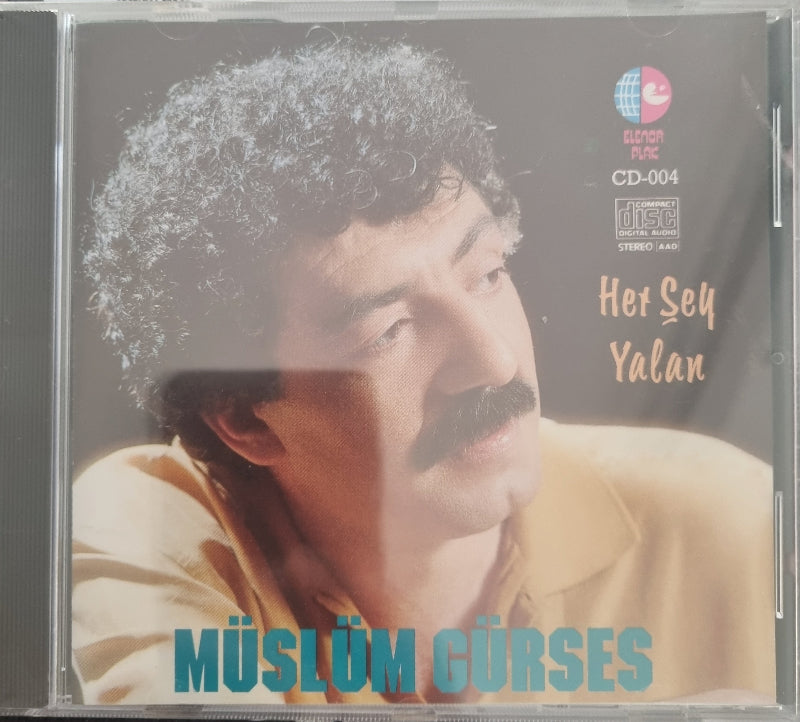 ELENOR
PLAK
CD-004
COMPACT
disc
DIGITAL AUDIO
STEREO AAD
Her Şey
Yalan
MÜSLÜM GÜRSES